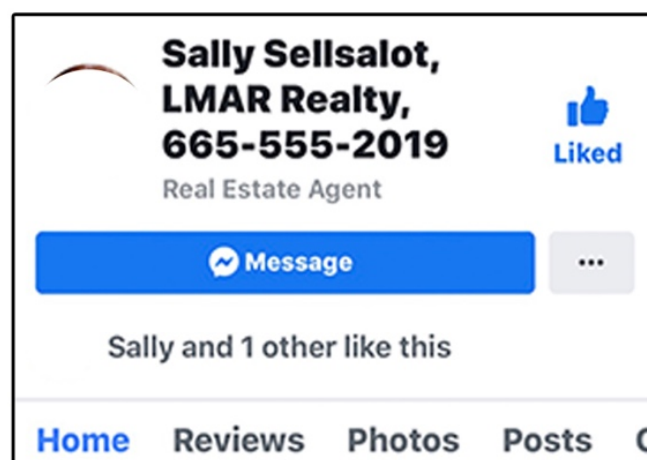 Sally Sellsalot,
LMAR Realty,
665-555-2019
Liked
Real Estate Agent
Message
...
Sally and 1 other like this
Home Reviews Photos Posts